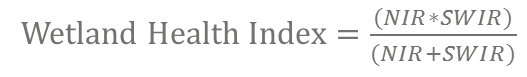 Wetland Health Index = (NIR*SWIR) / (NIR+SWIR)